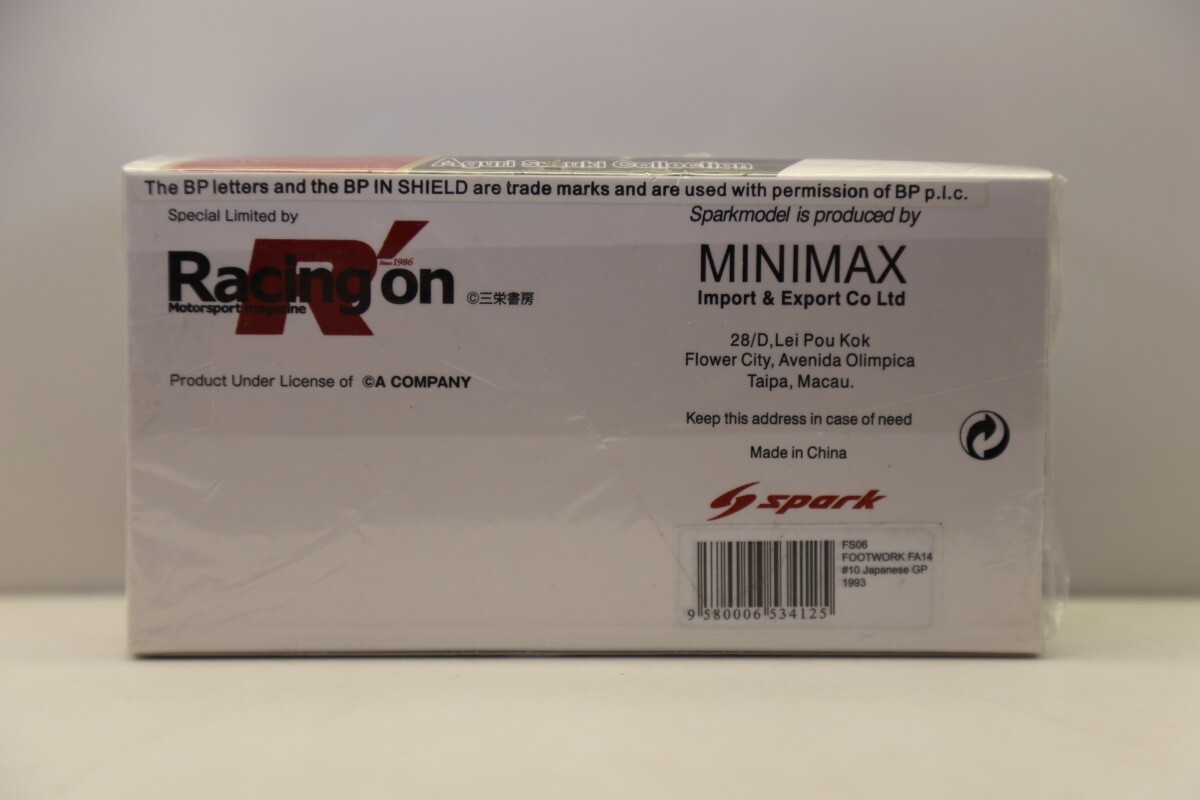 Aguri Suzuki Collection
The BP letters and the BP IN SHIELD are trade marks and are used with permission of BP p.l.c.
Special Limited by
R'
Since 1986
Racing on
Motorsport magazine
©三栄書房
Product Under License of ©A COMPANY
Sparkmodel is produced by
MINIMAX
Import & Export Co Ltd
28/D,Lei Pou Kok
Flower City, Avenida Olimpica
Taipa, Macau.
Keep this address in case of need
Made in China
spark
FS06
FOOTWORK FA14
#10 Japanese GP
1993
9 580006 534125